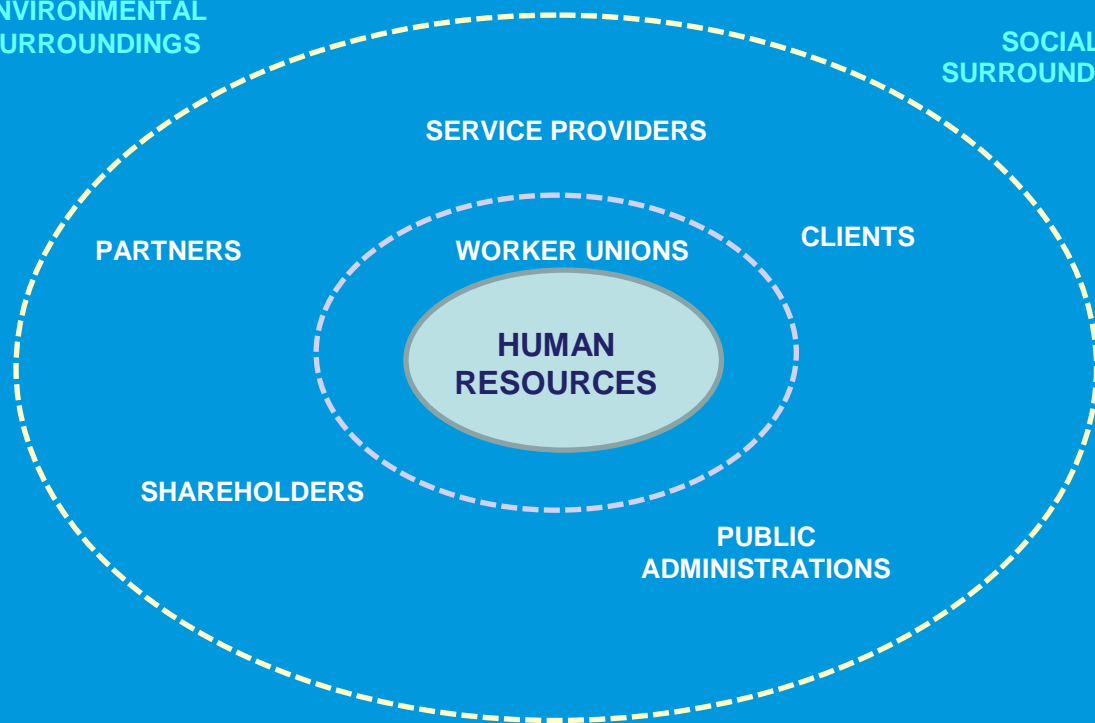 NVIRONMENTAL
URROUNDINGS
SOCIAL
SURROUND
SERVICE PROVIDERS
PARTNERS
WORKER UNIONS
CLIENTS
HUMAN
RESOURCES
SHAREHOLDERS
PUBLIC
ADMINISTRATIONS